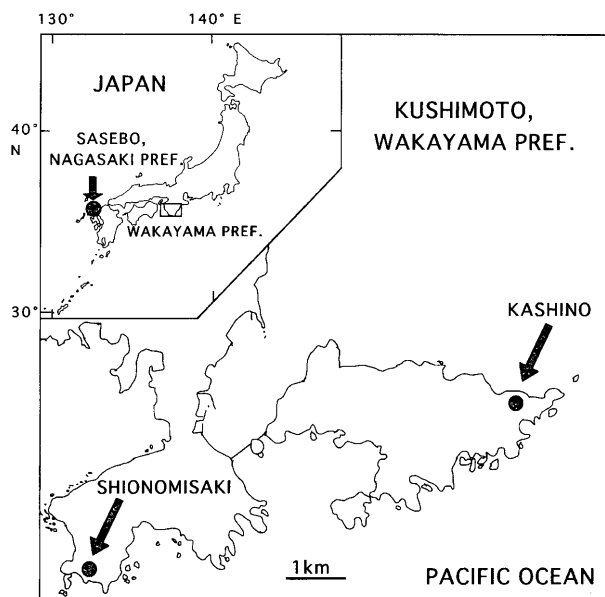 130° 140° E
JAPAN
40°
N
SASEBO,
NAGASAKI PREF.
WAKAYAMA PREF.
30°
KUSHIMOTO,
WAKAYAMA PREF.
KASHINO
SHIONOMISAKI
1km
PACIFIC OCEAN